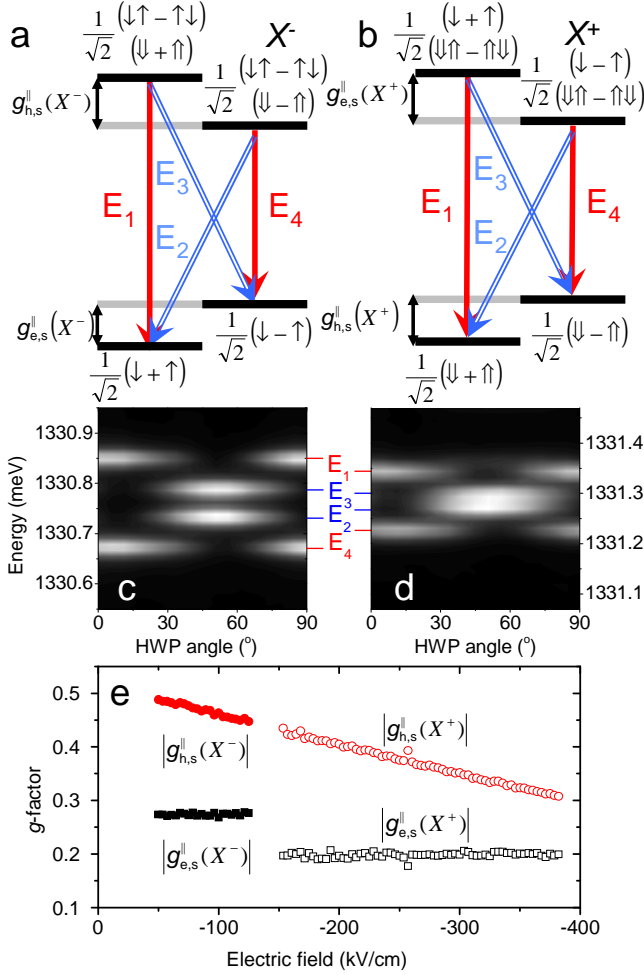 a
1/√2 (↓↑ − ↑↓)
(⇓ + ⇑)
X⁻
1/√2 (↓↑ − ↑↓)
(⇓ − ⇑)
g∥h,s(X⁻)
E1
E3
E2
E4
g∥e,s(X⁻)
1/√2 (↓ + ↑)
1/√2 (↓ − ↑)
b
1/√2 (↓ + ↑)
(⇓⇑ − ⇑⇓)
X⁺
1/√2 (↓ − ↑)
(⇓⇑ − ⇑⇓)
g∥e,s(X⁺)
E1
E3
E2
E4
g∥h,s(X⁺)
1/√2 (⇓ + ⇑)
1/√2 (⇓ − ⇑)
Energy (meV)
1330.9
1330.8
1330.7
1330.6
c
0
30
60
90
HWP angle (°)
E1
E3
E2
E4
d
1331.4
1331.3
1331.2
1331.1
0
30
60
90
HWP angle (°)
e
g-factor
0.5
0.4
0.3
0.2
0.1
|g∥h,s(X⁻)|
|g∥h,s(X⁺)|
|g∥e,s(X⁻)|
|g∥e,s(X⁺)|
0
-100
-200
-300
-400
Electric field (kV/cm)